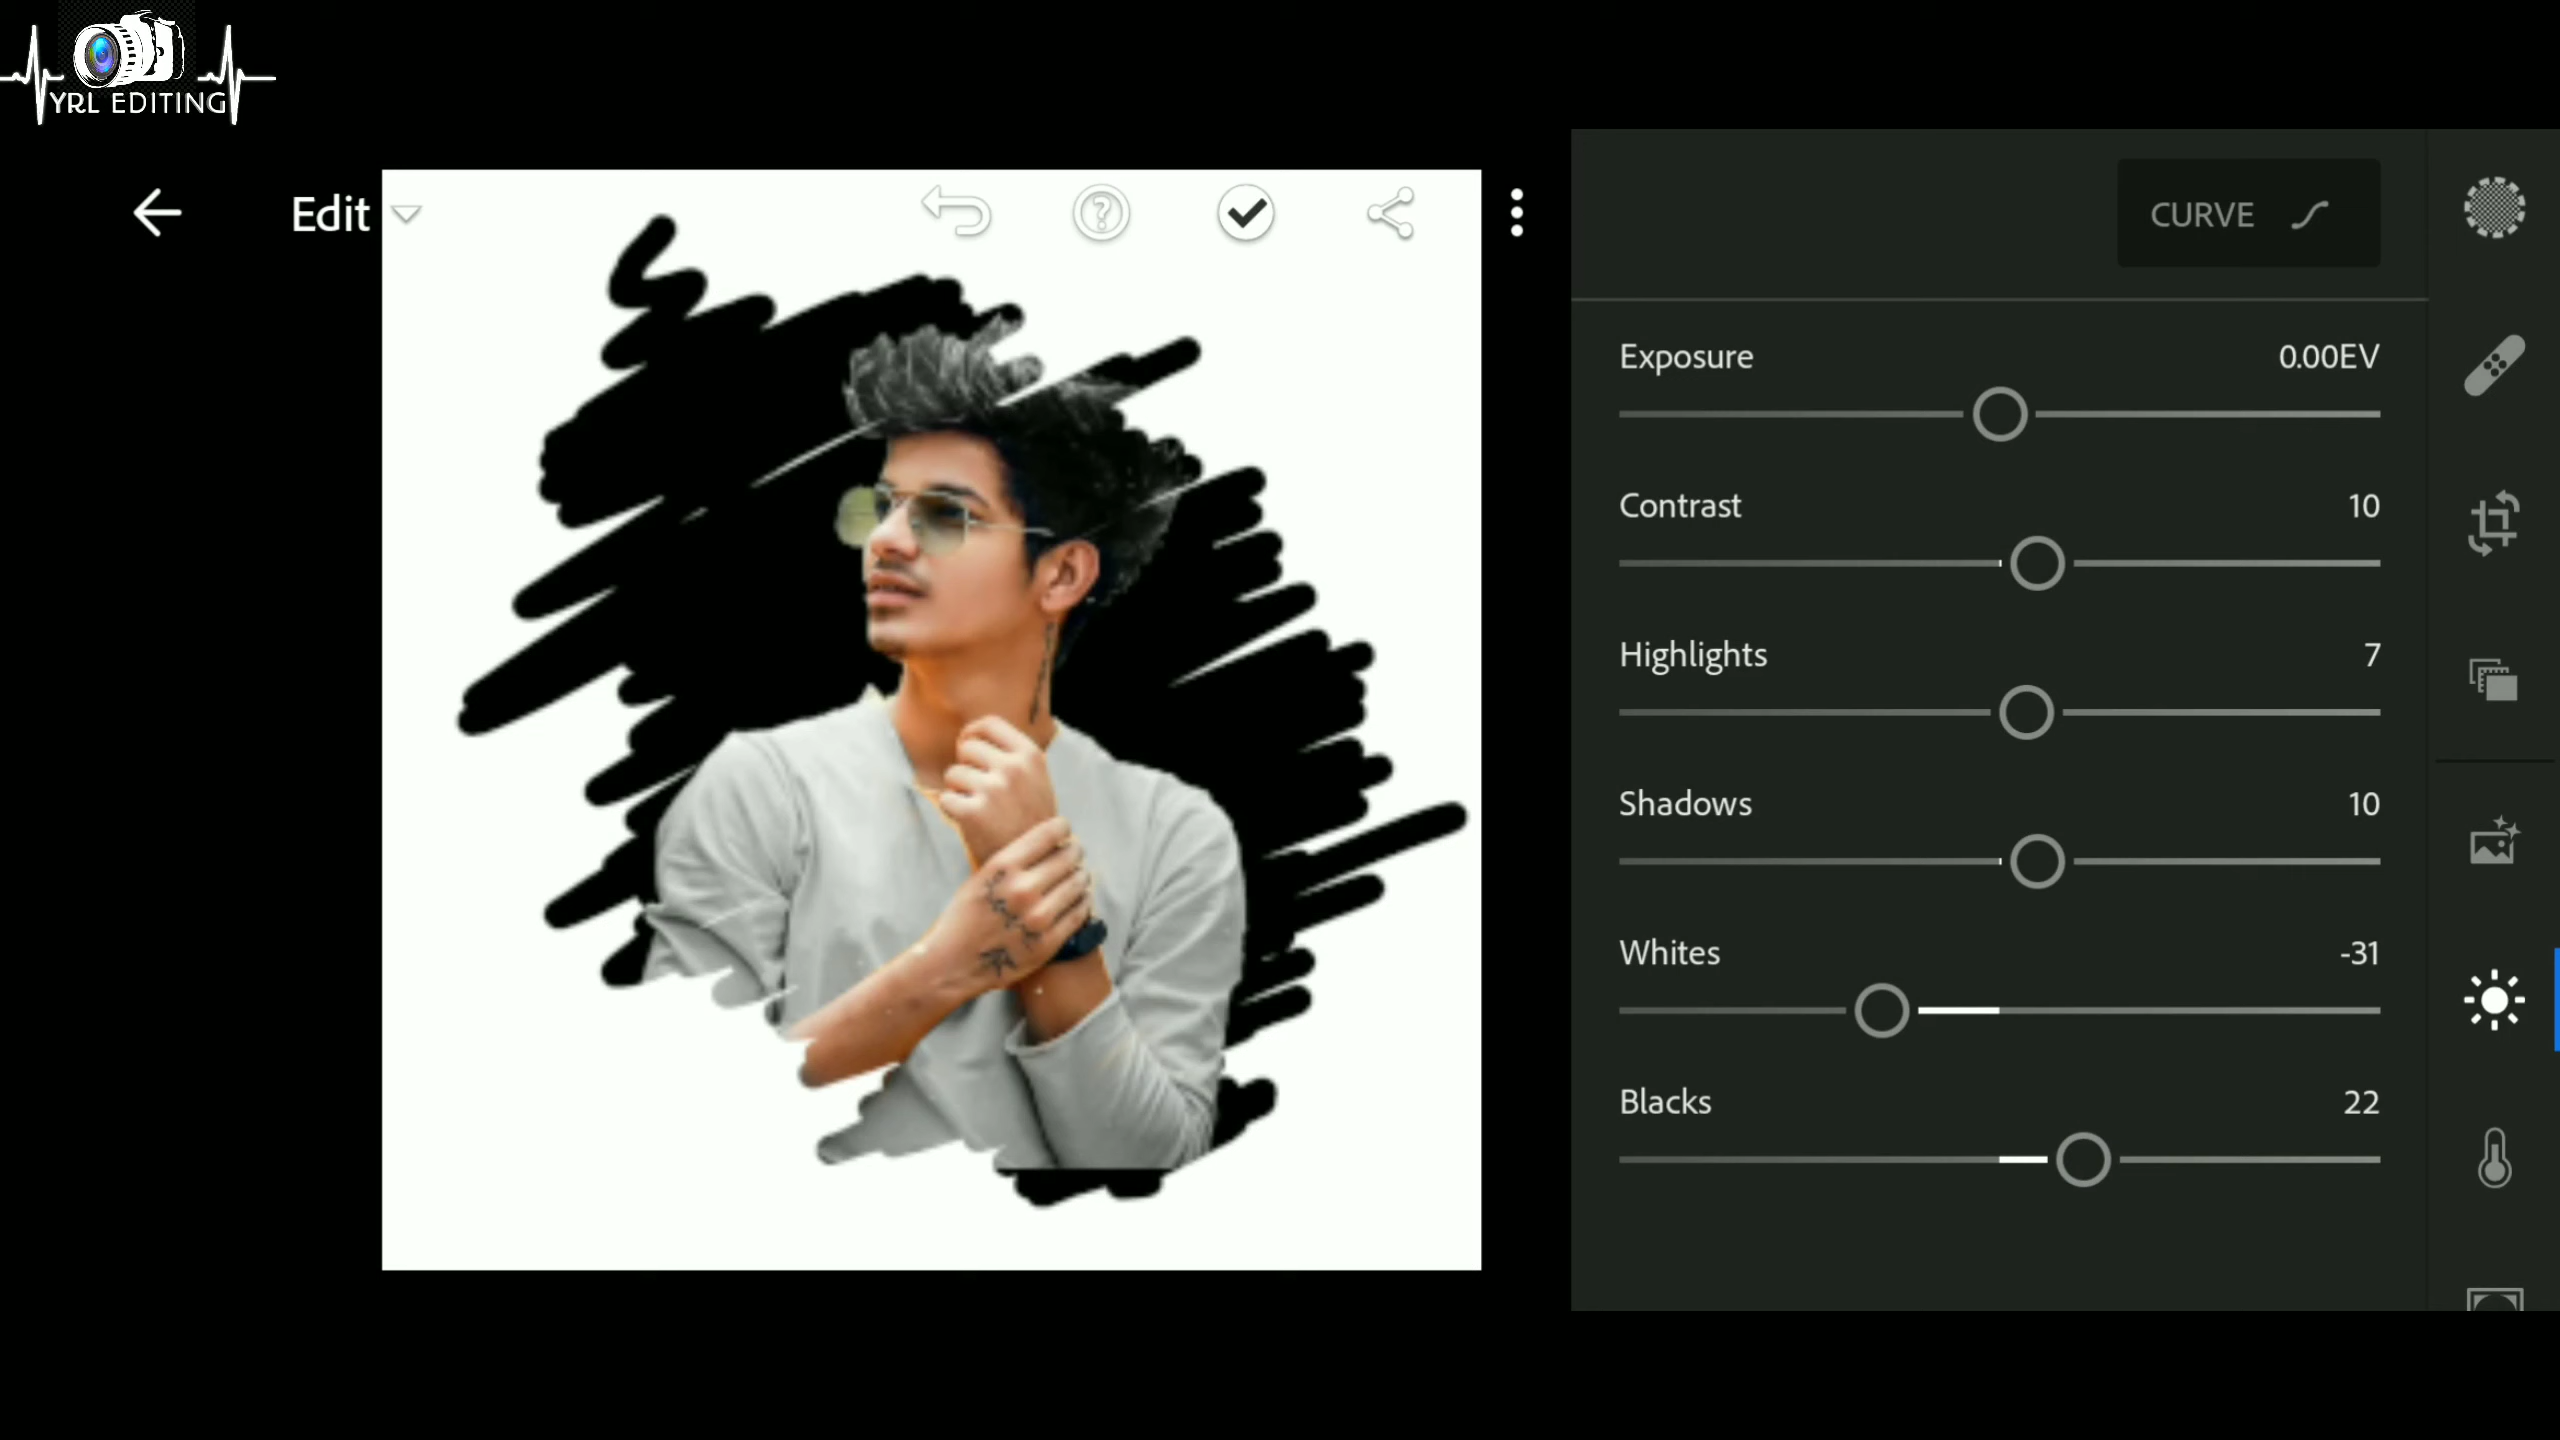 YRL EDITING
Edit
CURVE
Exposure 0.00EV
Contrast 10
Highlights 7
Shadows 10
Whites -31
Blacks 22